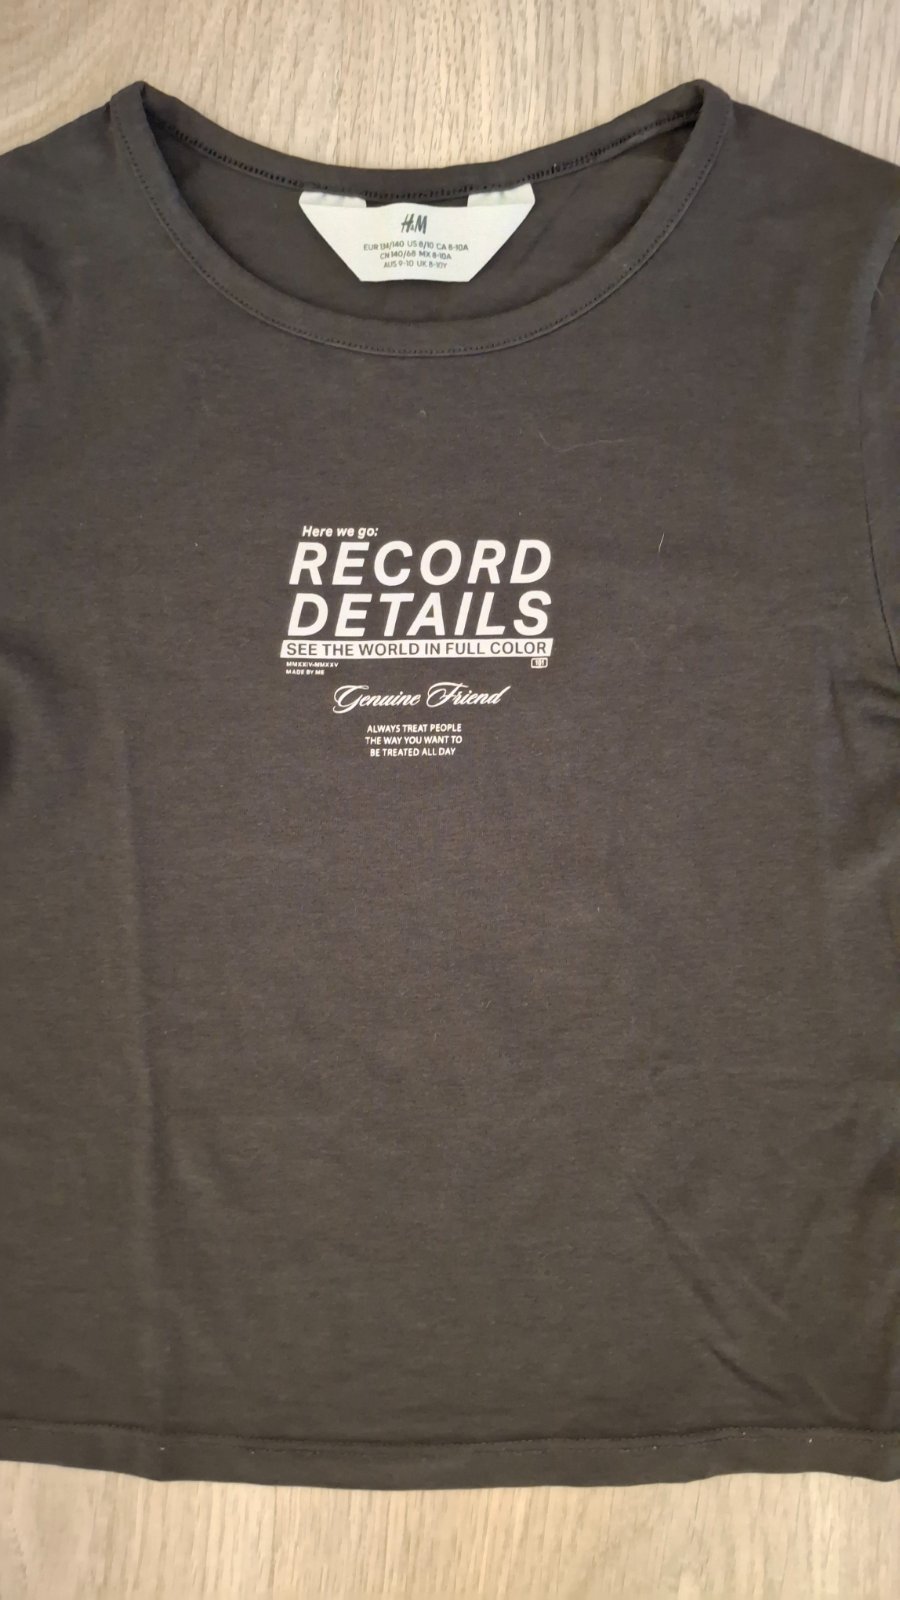 H&M
EUR 134/140 US 8/10 CA 8-10A
CN 140/68 MX 8-10A
AUS 9-10 UK 8-10Y
Here we go:
RECORD
DETAILS
SEE THE WORLD IN FULL COLOR
MMXXIV-MMXXV
MADE BY ME
Genuine Friend
ALWAYS TREAT PEOPLE
THE WAY YOU WANT TO
BE TREATED ALL DAY